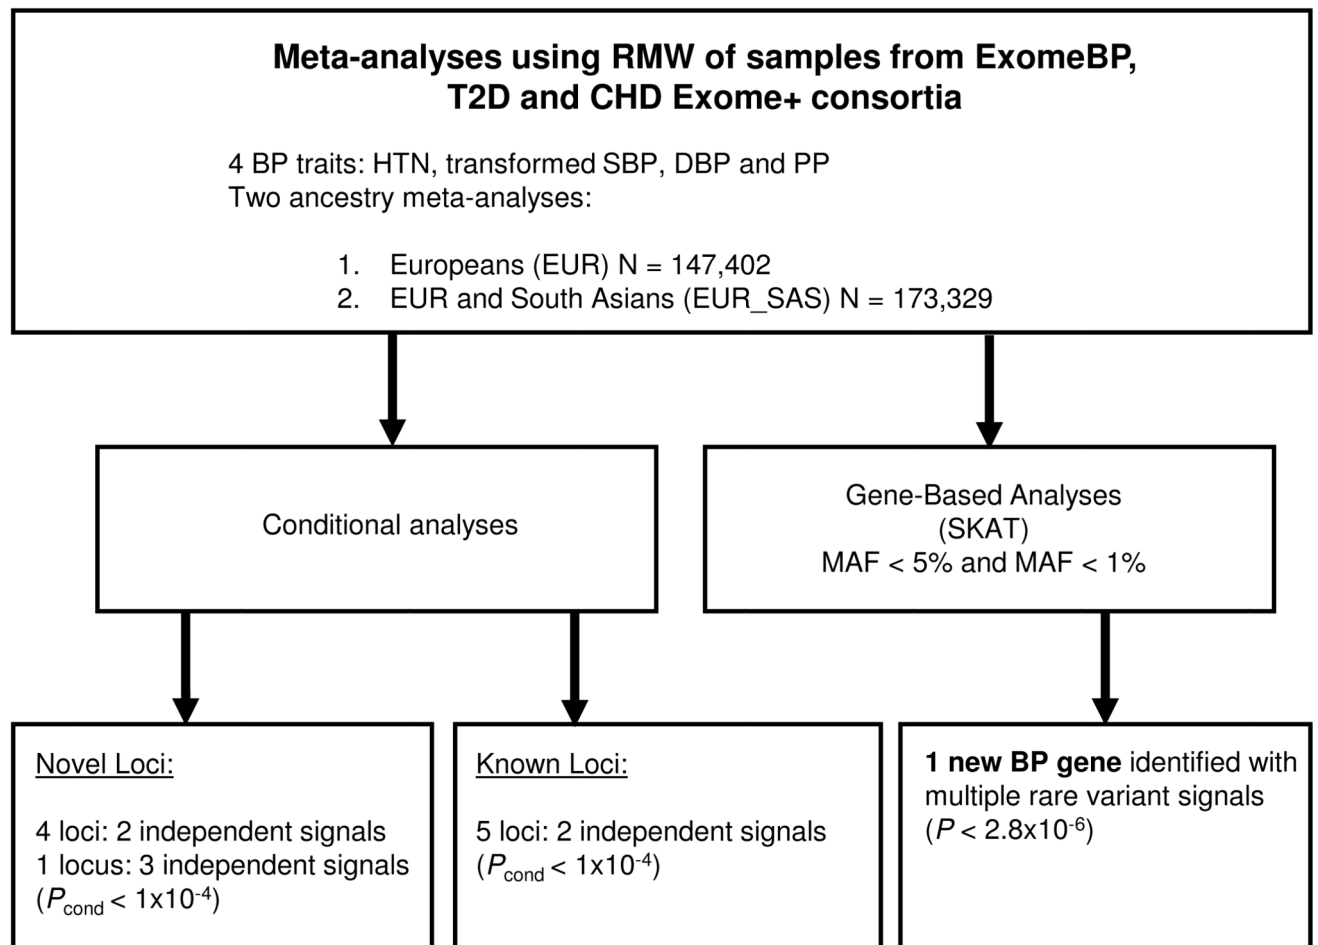 Meta-analyses using RMW of samples from ExomeBP,
T2D and CHD Exome+ consortia
4 BP traits: HTN, transformed SBP, DBP and PP
Two ancestry meta-analyses:
1. Europeans (EUR) N = 147,402
2. EUR and South Asians (EUR_SAS) N = 173,329
Conditional analyses
Gene-Based Analyses
(SKAT)
MAF < 5% and MAF < 1%
Novel Loci:
4 loci: 2 independent signals
1 locus: 3 independent signals
(Pcond < 1x10-4)
Known Loci:
5 loci: 2 independent signals
(Pcond < 1x10-4)
1 new BP gene identified with
multiple rare variant signals
(P < 2.8x10-6)